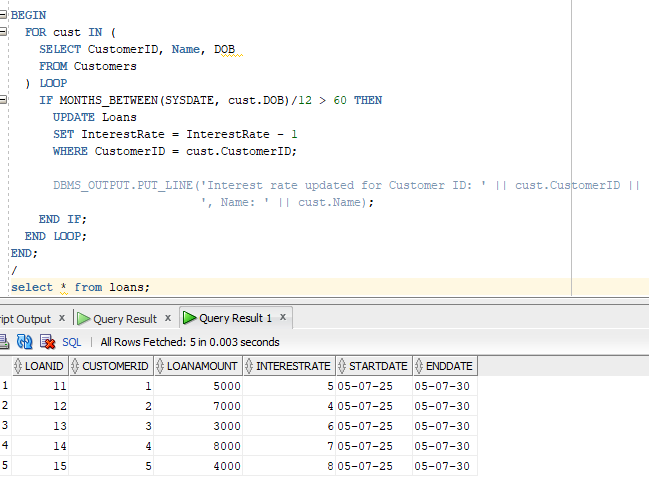 BEGIN
FOR cust IN (
SELECT CustomerID, Name, DOB
FROM Customers
) LOOP
IF MONTHS_BETWEEN(SYSDATE, cust.DOB)/12 > 60 THEN
UPDATE Loans
SET InterestRate = InterestRate - 1
WHERE CustomerID = cust.CustomerID;
DBMS_OUTPUT.PUT_LINE('Interest rate updated for Customer ID: ' || cust.CustomerID ||
', Name: ' || cust.Name);
END IF;
END LOOP;
END;
/
select * from loans;
ript Output x Query Result x Query Result 1 x
SQL | All Rows Fetched: 5 in 0.003 seconds
LOANID CUSTOMERID LOANAMOUNT INTERESTRATE STARTDATE ENDDATE
1 11 1 5000 5 05-07-25 05-07-30
2 12 2 7000 4 05-07-25 05-07-30
3 13 3 3000 6 05-07-25 05-07-30
4 14 4 8000 7 05-07-25 05-07-30
5 15 5 4000 8 05-07-25 05-07-30